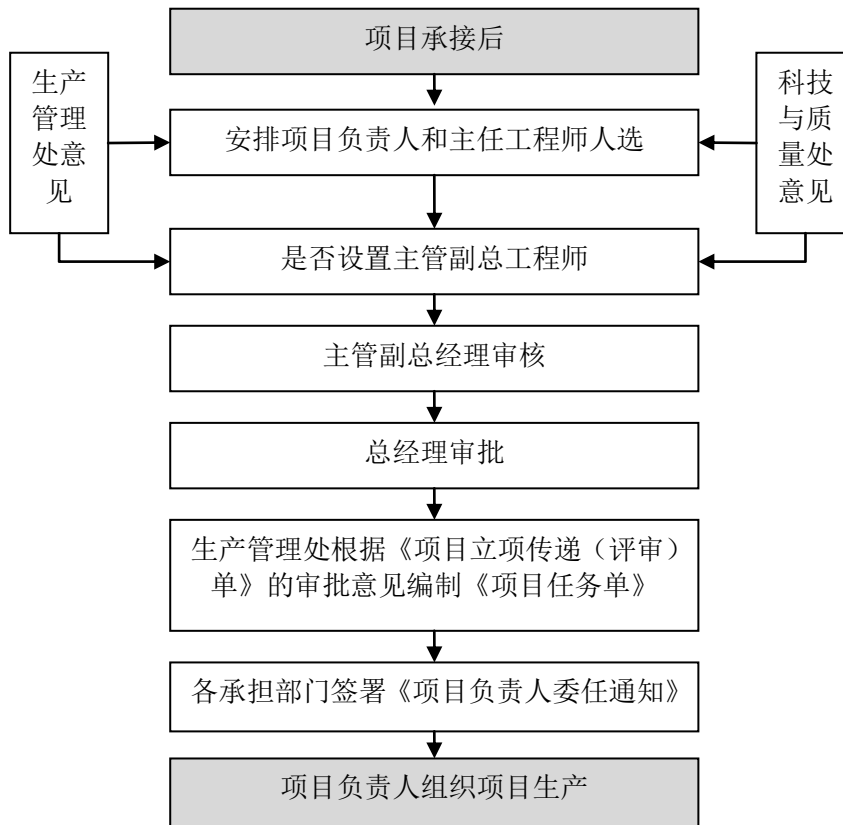 项目承接后
生产
管理
处意
见
科技
与质
量处
意见
安排项目负责人和主任工程师人选
是否设置主管副总工程师
主管副总经理审核
总经理审批
生产管理处根据《项目立项传递（评审）
单》的审批意见编制《项目任务单》
各承担部门签署《项目负责人委任通知》
项目负责人组织项目生产